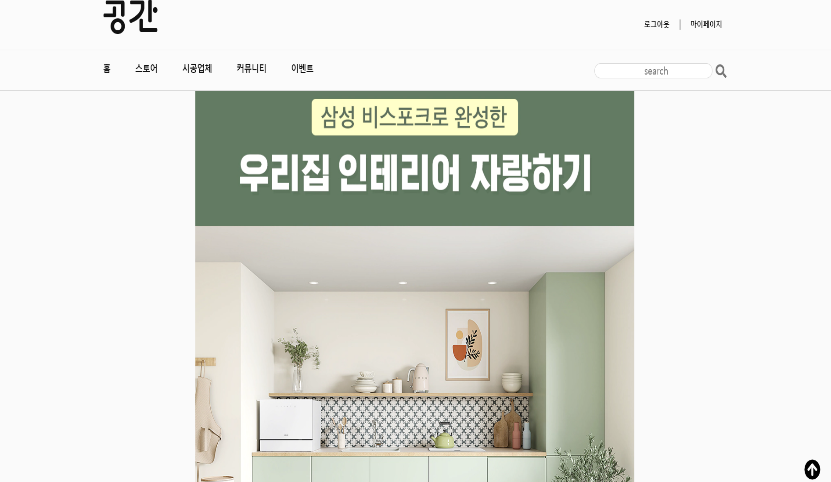 공간
로그아웃 | 마이페이지
홈 스토어 시공업체 커뮤니티 이벤트 search
삼성 비스포크로 완성한
우리집 인테리어 자랑하기